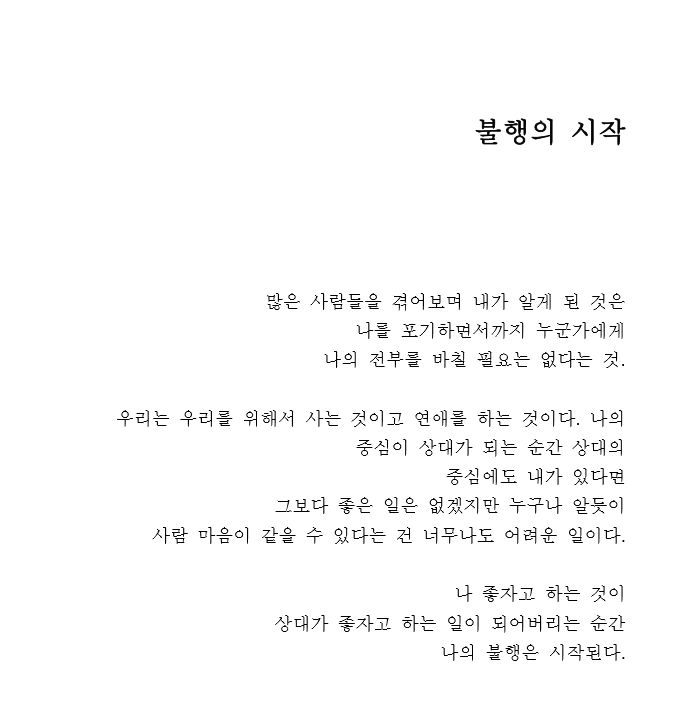 불행의 시작
많은 사람들을 겪어보며 내가 알게 된 것은
나를 포기하면서까지 누군가에게
나의 전부를 바칠 필요는 없다는 것.
우리는 우리를 위해서 사는 것이고 연애를 하는 것이다. 나의
중심이 상대가 되는 순간 상대의
중심에도 내가 있다면
그보다 좋은 일은 없겠지만 누구나 알듯이
사람 마음이 같을 수 있다는 건 너무나도 어려운 일이다.
나 좋자고 하는 것이
상대가 좋자고 하는 일이 되어버리는 순간
나의 불행은 시작된다.